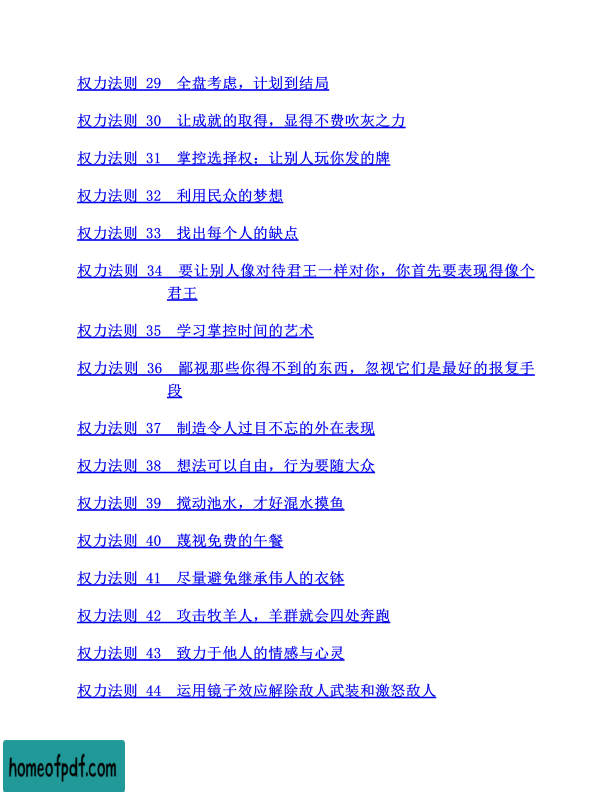 权力法则 29 全盘考虑，计划到结局
权力法则 30 让成就的取得，显得不费吹灰之力
权力法则 31 掌控选择权：让别人玩你发的牌
权力法则 32 利用民众的梦想
权力法则 33 找出每个人的缺点
权力法则 34 要让别人像对待君王一样对你，你首先要表现得像个
君王
权力法则 35 学习掌控时间的艺术
权力法则 36 鄙视那些你得不到的东西，忽视它们是最好的报复手
段
权力法则 37 制造令人过目不忘的外在表现
权力法则 38 想法可以自由，行为要随大众
权力法则 39 搅动池水，才好混水摸鱼
权力法则 40 蔑视免费的午餐
权力法则 41 尽量避免继承伟人的衣钵
权力法则 42 攻击牧羊人，羊群就会四处奔跑
权力法则 43 致力于他人的情感与心灵
权力法则 44 运用镜子效应解除敌人武装和激怒敌人
homeofpdf.com